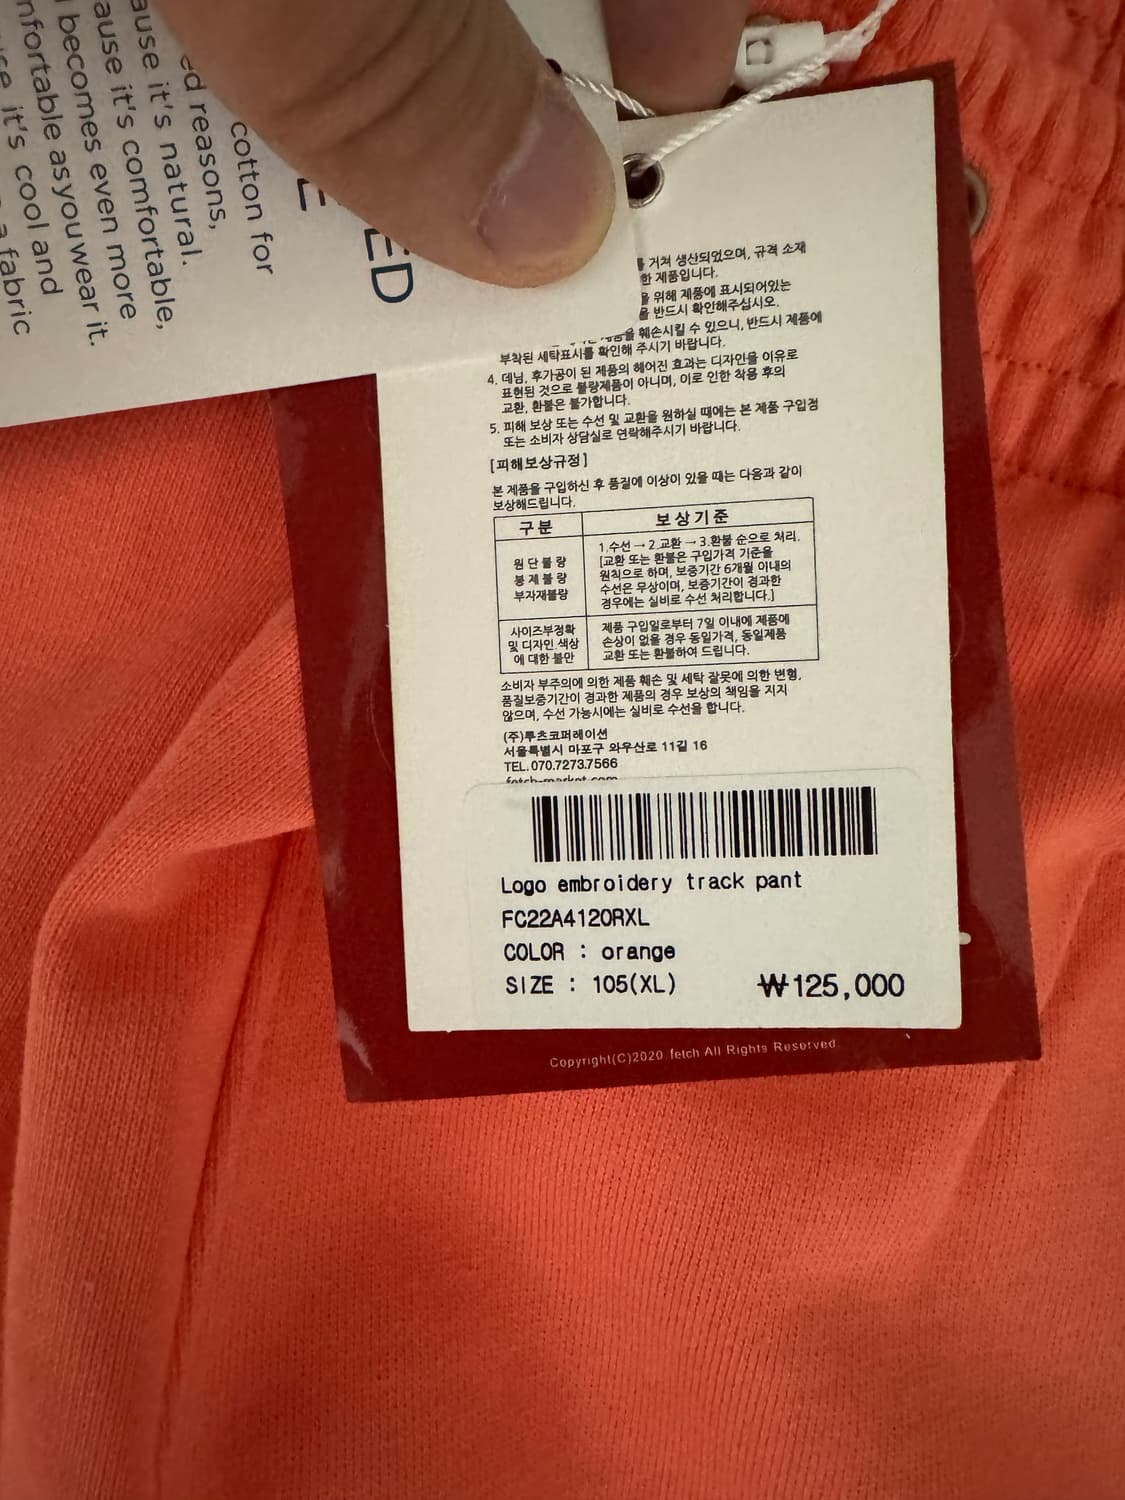 cotton for
reasons,
it's natural.
it's comfortable,
becomes even more
asyouwear it.
it's cool and
fabric
ED
거쳐 생산되었으며, 규격 소재
한 제품입니다.
위해 제품에 표시되어있는
반드시 확인해주십시오.
훼손시킬 수 있으니, 반드시 제품에
부착된 세탁표시를 확인해 주시기 바랍니다.
4. 데님, 후가공이 된 제품의 헤어진 효과는 디자인을 이유로
표현된 것으로 불량제품이 아니며, 이로 인한 착용 후의
교환, 환불은 불가합니다.
5. 피해 보상 또는 수선 및 교환을 원하실 때에는 본 제품 구입점
또는 소비자 상담실로 연락해주시기 바랍니다.
[피해보상규정]
본 제품을 구입하신 후 품질에 이상이 있을 때는 다음과 같이
보상해드립니다.
구분 보상기준
원단불량
봉제불량
부자재불량
1.수선 → 2.교환 → 3.환불 순으로 처리.
[교환 또는 환불은 구입가격 기준을
원칙으로 하며, 보증기간 6개월 이내의
수선은 무상이며, 보증기간이 경과한
경우에는 실비로 수선 처리합니다.]
사이즈부정확
및 디자인.색상
에 대한 불만
제품 구입일로부터 7일 이내에 제품에
손상이 없을 경우 동일가격, 동일제품
교환 또는 환불하여 드립니다.
소비자 부주의에 의한 제품 훼손 및 세탁 잘못에 의한 변형,
품질보증기간이 경과한 제품의 경우 보상의 책임을 지지
않으며, 수선 가능시에는 실비로 수선을 합니다.
(주)루츠코퍼레이션
서울특별시 마포구 와우산로 11길 16
TEL.070.7273.7566
fetch-market.com
Logo embroidery track pant
FC22A4120RXL
COLOR : orange
SIZE : 105(XL) ₩125,000
Copyright(C)2020 fetch All Rights Reserved.